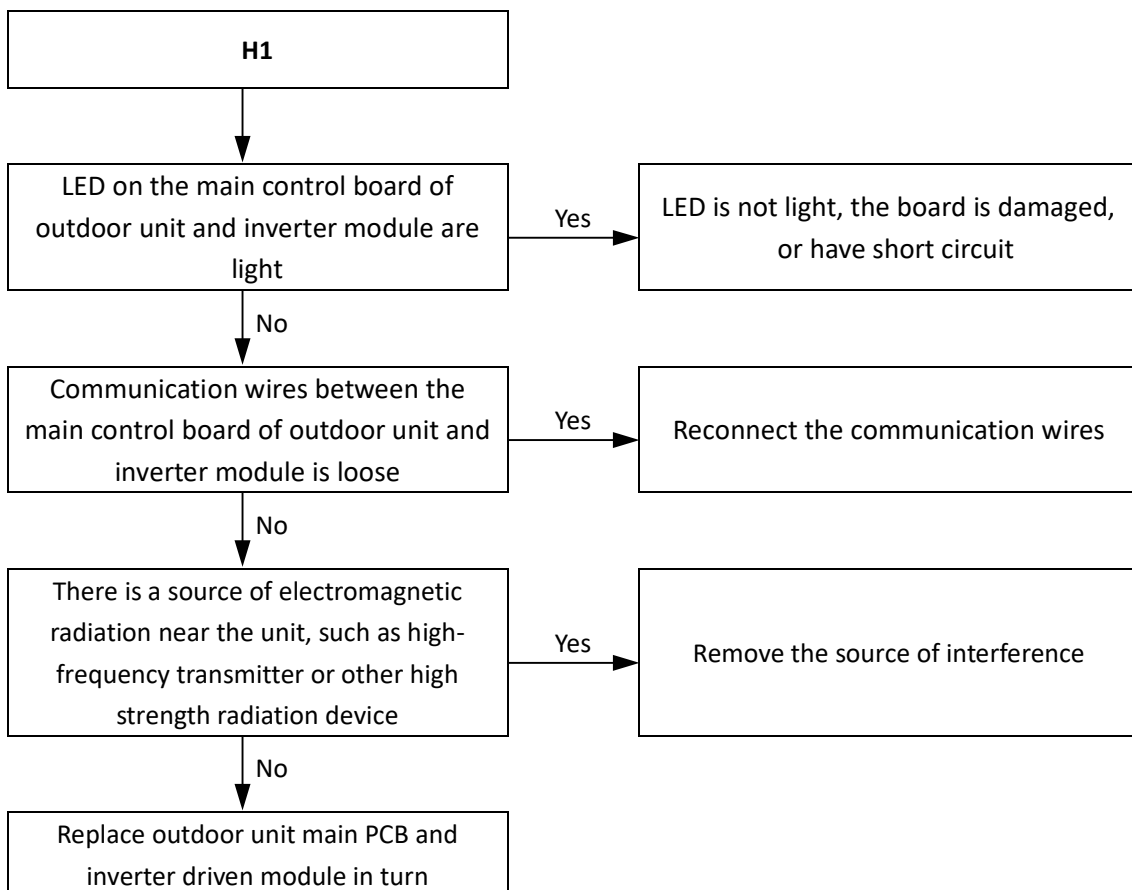 H1
LED on the main control board of
outdoor unit and inverter module are
light
Yes
LED is not light, the board is damaged,
or have short circuit
No
Communication wires between the
main control board of outdoor unit and
inverter module is loose
Yes
Reconnect the communication wires
No
There is a source of electromagnetic
radiation near the unit, such as high-
frequency transmitter or other high
strength radiation device
Yes
Remove the source of interference
No
Replace outdoor unit main PCB and
inverter driven module in turn